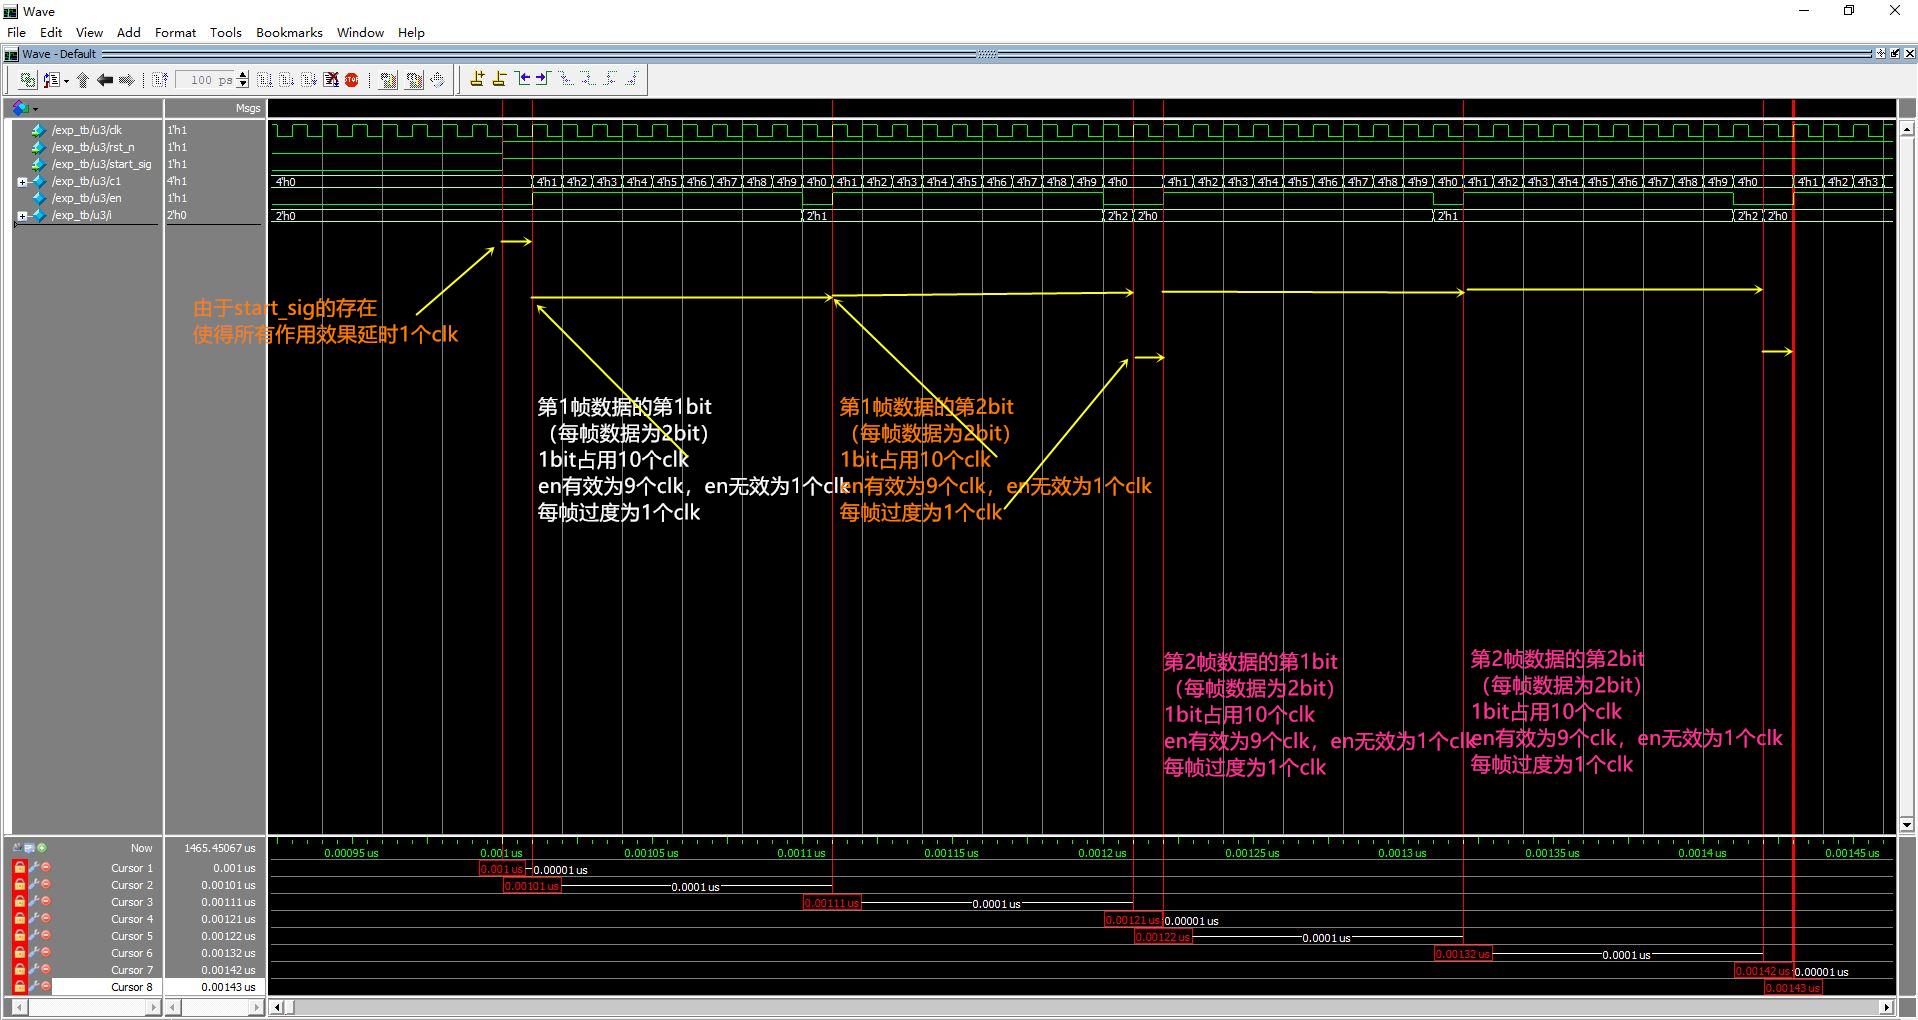 Wave
File Edit View Add Format Tools Bookmarks Window Help
Wave - Default
100 ps
STOP
Msgs
/exp_tb/u3/clk 1'h1
/exp_tb/u3/rst_n 1'h1
/exp_tb/u3/start_sig 1'h1
/exp_tb/u3/c1 4'h1 4'h0 4'h1 4'h2 4'h3 4'h4 4'h5 4'h6 4'h7 4'h8 4'h9 4'h0 4'h1 4'h2 4'h3 4'h4 4'h5 4'h6 4'h7 4'h8 4'h9 4'h0 4'h1 4'h2 4'h3 4'h4 4'h5 4'h6 4'h7 4'h8 4'h9 4'h0 4'h1 4'h2 4'h3 4'h4 4'h5 4'h6 4'h7 4'h8 4'h9 4'h0 4'h1 4'h2 4'h3
/exp_tb/u3/en 1'h1
/exp_tb/u3/i 2'h0 2'h0 2'h1 2'h2 2'h0 2'h1 2'h2 2'h0
由于start_sig的存在
使得所有作用效果延时1个clk
第1帧数据的第1bit
（每帧数据为2bit）
1bit占用10个clk
en有效为9个clk，en无效为1个clk
每帧过度为1个clk
第1帧数据的第2bit
（每帧数据为2bit）
1bit占用10个clk
en有效为9个clk，en无效为1个clk
每帧过度为1个clk
第2帧数据的第1bit
（每帧数据为2bit）
1bit占用10个clk
en有效为9个clk，en无效为1个clk
每帧过度为1个clk
第2帧数据的第2bit
（每帧数据为2bit）
1bit占用10个clk
en有效为9个clk，en无效为1个clk
每帧过度为1个clk
Now 1465.45067 us 0.00095 us 0.001 us 0.00105 us 0.0011 us 0.00115 us 0.0012 us 0.00125 us 0.0013 us 0.00135 us 0.0014 us 0.00145 us
Cursor 1 0.001 us 0.001 us 0.00001 us
Cursor 2 0.00101 us 0.00101 us 0.0001 us
Cursor 3 0.00111 us 0.00111 us 0.0001 us
Cursor 4 0.00121 us 0.00121 us 0.00001 us
Cursor 5 0.00122 us 0.00122 us 0.0001 us
Cursor 6 0.00132 us 0.00132 us 0.0001 us
Cursor 7 0.00142 us 0.00142 us 0.00001 us
Cursor 8 0.00143 us 0.00143 us